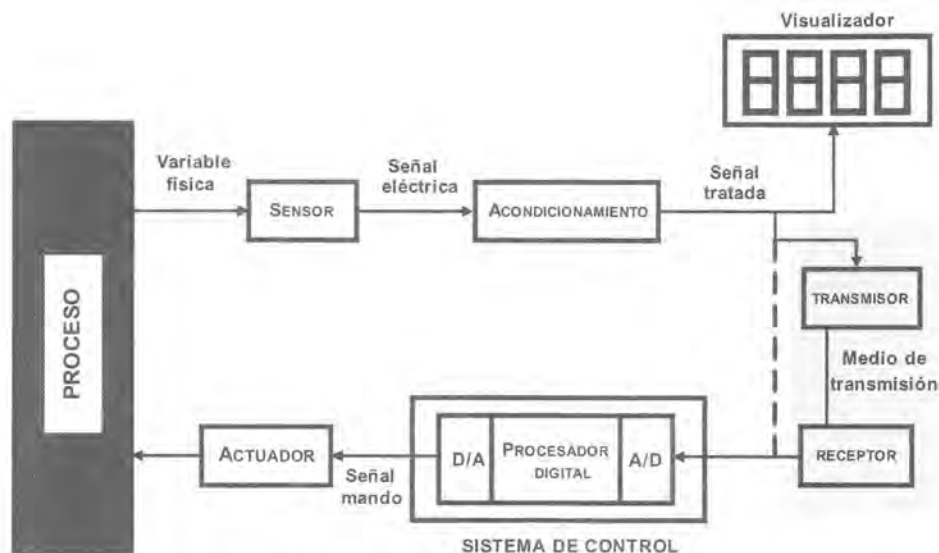 Visualizador
Variable
física
Señal
eléctrica
Señal
tratada
SENSOR
ACONDICIONAMIENTO
PROCESO
TRANSMISOR
Medio de
transmisión
ACTUADOR
Señal
mando
D/A
PROCESADOR
DIGITAL
A/D
RECEPTOR
SISTEMA DE CONTROL